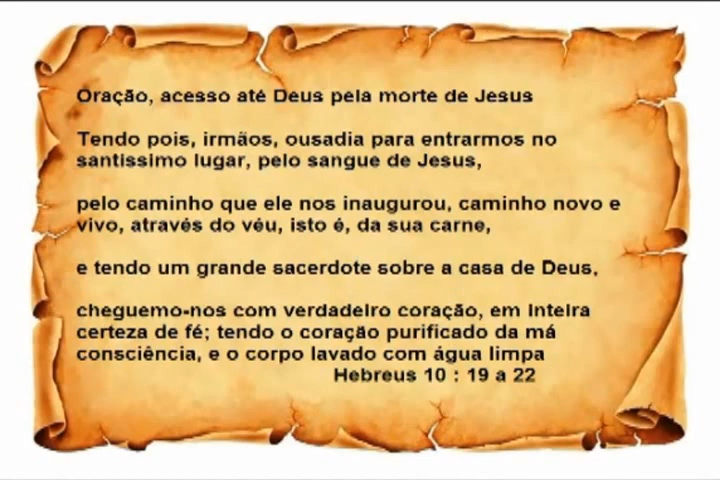 Oração, acesso até Deus pela morte de Jesus
Tendo pois, irmãos, ousadia para entrarmos no
santissimo lugar, pelo sangue de Jesus,
pelo caminho que ele nos inaugurou, caminho novo e
vivo, através do véu, isto é, da sua carne,
e tendo um grande sacerdote sobre a casa de Deus,
cheguemo-nos com verdadeiro coração, em inteira
certeza de fé; tendo o coração purificado da má
consciência, e o corpo lavado com água limpa
Hebreus 10 : 19 a 22